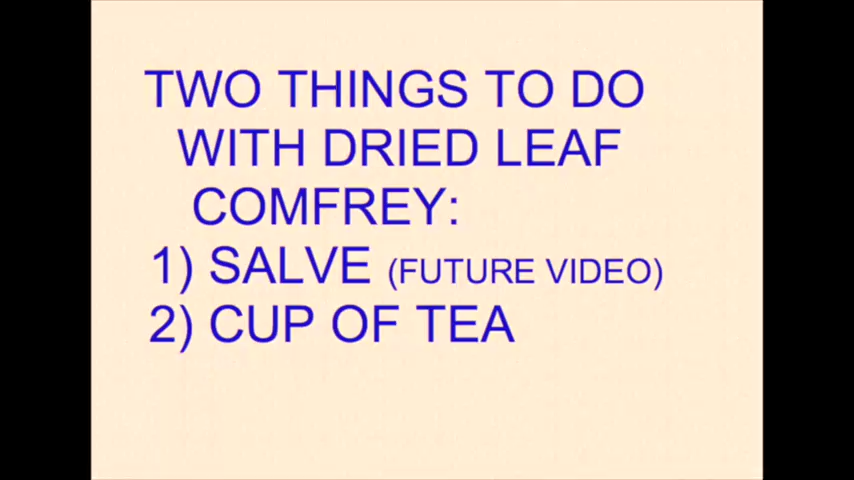 TWO THINGS TO DO
WITH DRIED LEAF
COMFREY:
1) SALVE (FUTURE VIDEO)
2) CUP OF TEA